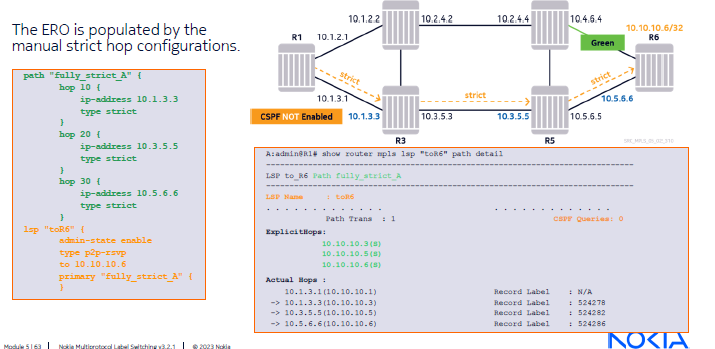 The ERO is populated by the
manual strict hop configurations.
path "fully_strict_A" {
hop 10 {
ip-address 10.1.3.3
type strict
}
hop 20 {
ip-address 10.3.5.5
type strict
}
hop 30 {
ip-address 10.5.6.6
type strict
}
}
lsp "toR6" {
admin-state enable
type p2p-rsvp
to 10.10.10.6
primary "fully_strict_A" {
}
10.1.2.2
10.2.4.2
10.2.4.4
10.4.6.4
10.10.10.6/32
R1
10.1.2.1
Green
R6
strict
strict
strict
10.1.3.1
10.5.6.6
CSPF NOT Enabled
10.1.3.3
10.3.5.3
10.3.5.5
10.5.6.5
R3
R5
A:admin@R1# show router mpls lsp "toR6" path detail
LSP to_R6 Path fully_strict_A
LSP Name : toR6
Path Trans : 1
CSPF Queries: 0
ExplicitHops:
10.10.10.3(S)
10.10.10.5(S)
10.10.10.6(S)
Actual Hops :
10.1.3.1(10.10.10.1) Record Label : N/A
-> 10.1.3.3(10.10.10.3) Record Label : 524278
-> 10.3.5.5(10.10.10.5) Record Label : 524282
-> 10.5.6.6(10.10.10.6) Record Label : 524286
Module 5 | 63 | Nokia Multiprotocol Label Switching v3.2.1 | © 2023 Nokia
NOKIA